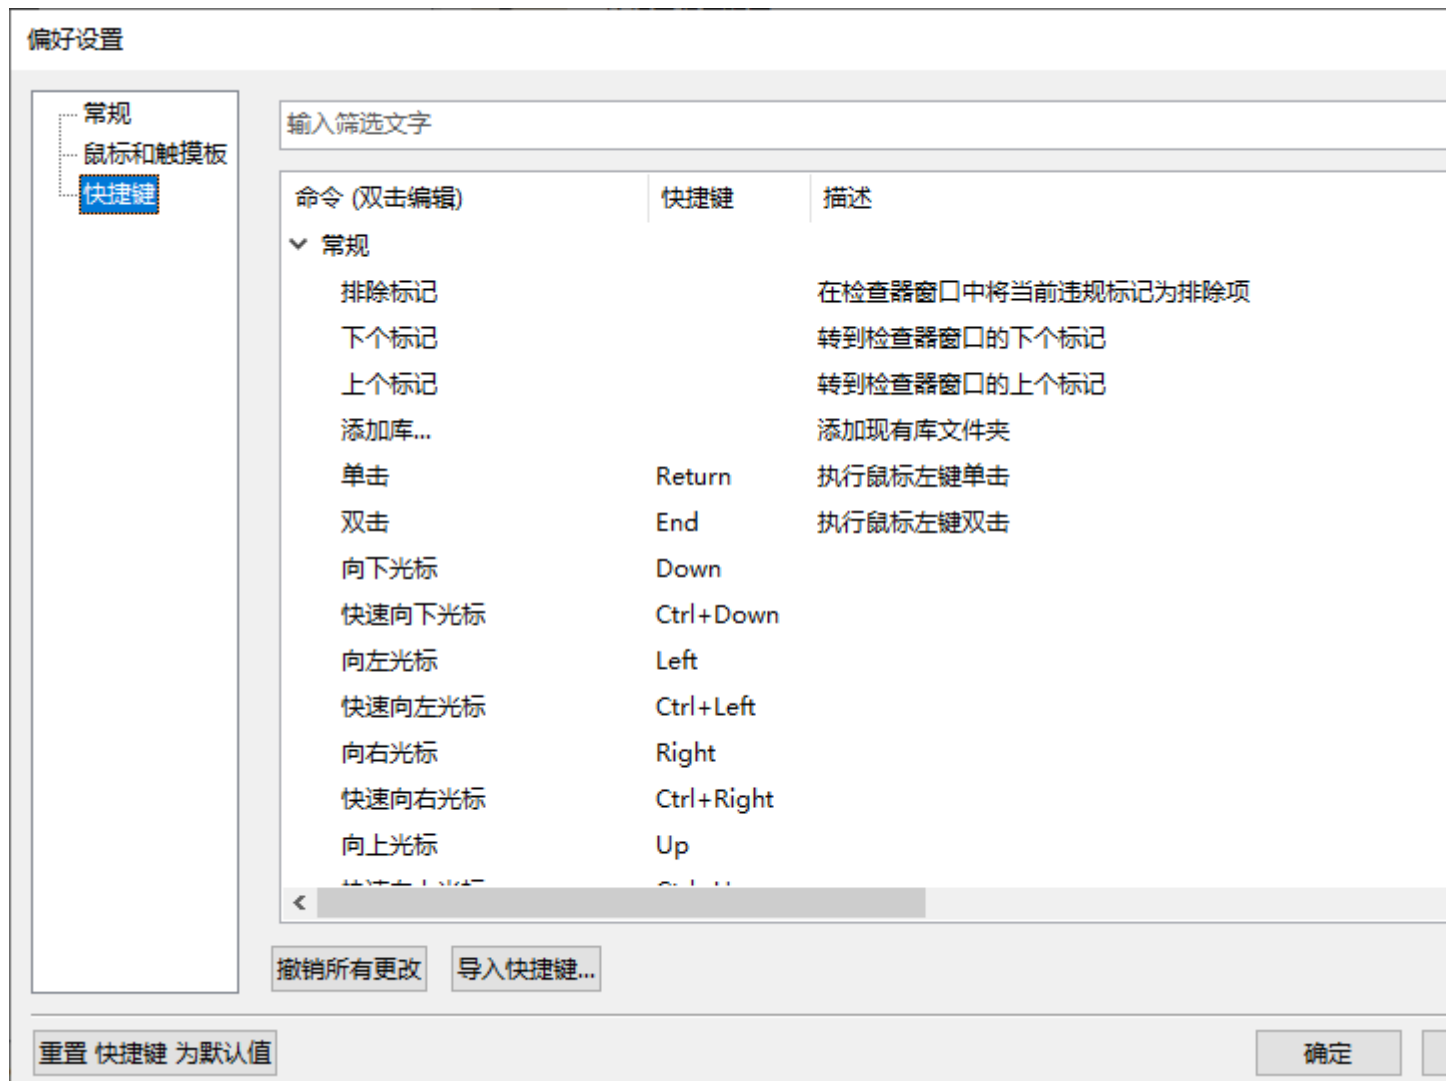 偏好设置
常规
鼠标和触摸板
快捷键
输入筛选文字
命令 (双击编辑) 快捷键 描述
常规
排除标记 在检查器窗口中将当前违规标记为排除项
下个标记 转到检查器窗口的下个标记
上个标记 转到检查器窗口的上个标记
添加库... 添加现有库文件夹
单击 Return 执行鼠标左键单击
双击 End 执行鼠标左键双击
向下光标 Down
快速向下光标 Ctrl+Down
向左光标 Left
快速向左光标 Ctrl+Left
向右光标 Right
快速向右光标 Ctrl+Right
向上光标 Up
撤销所有更改 导入快捷键...
重置 快捷键 为默认值 确定